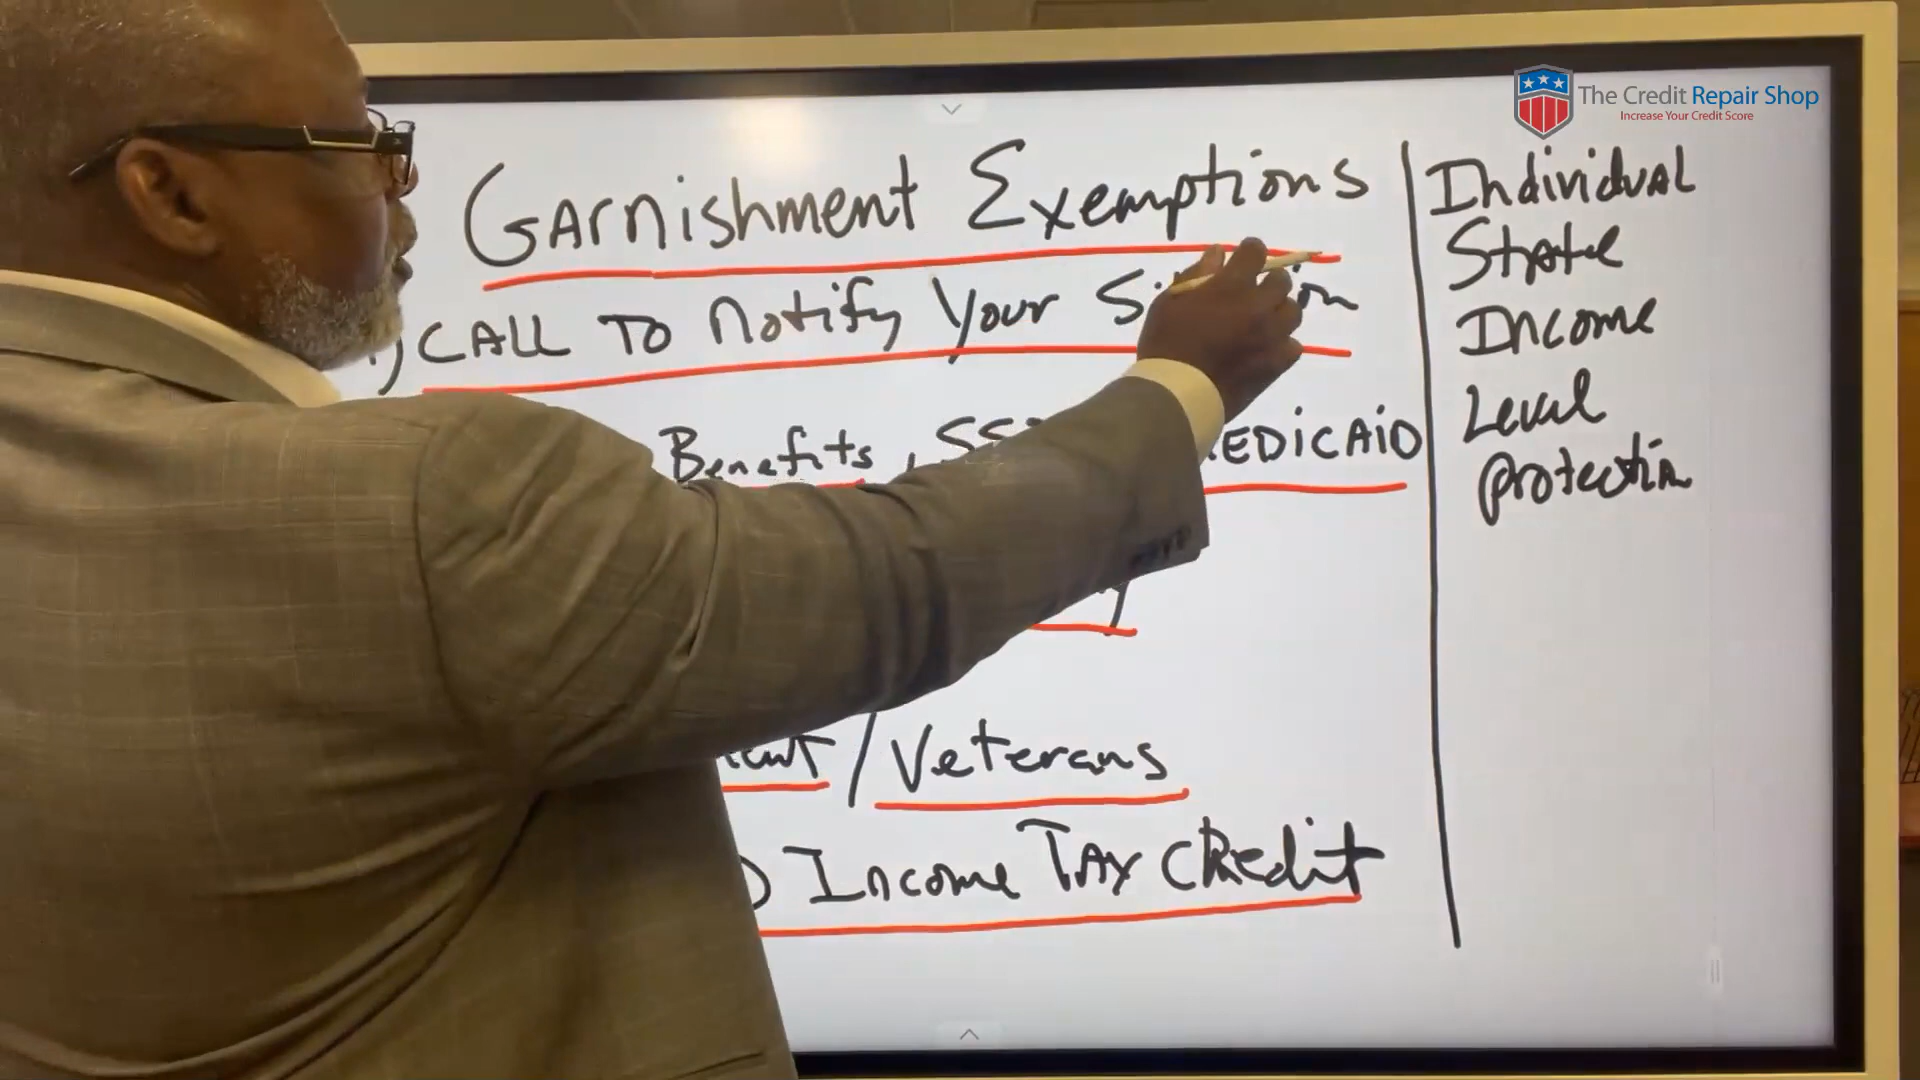 The Credit Repair Shop
Increase Your Credit Score
GARNishment Exemptions
CALL TO Notify Your
Benefits,
EDICAID
/ Veterans
Income TAX CRedit
IndividuAL
State
Income
Level
protection